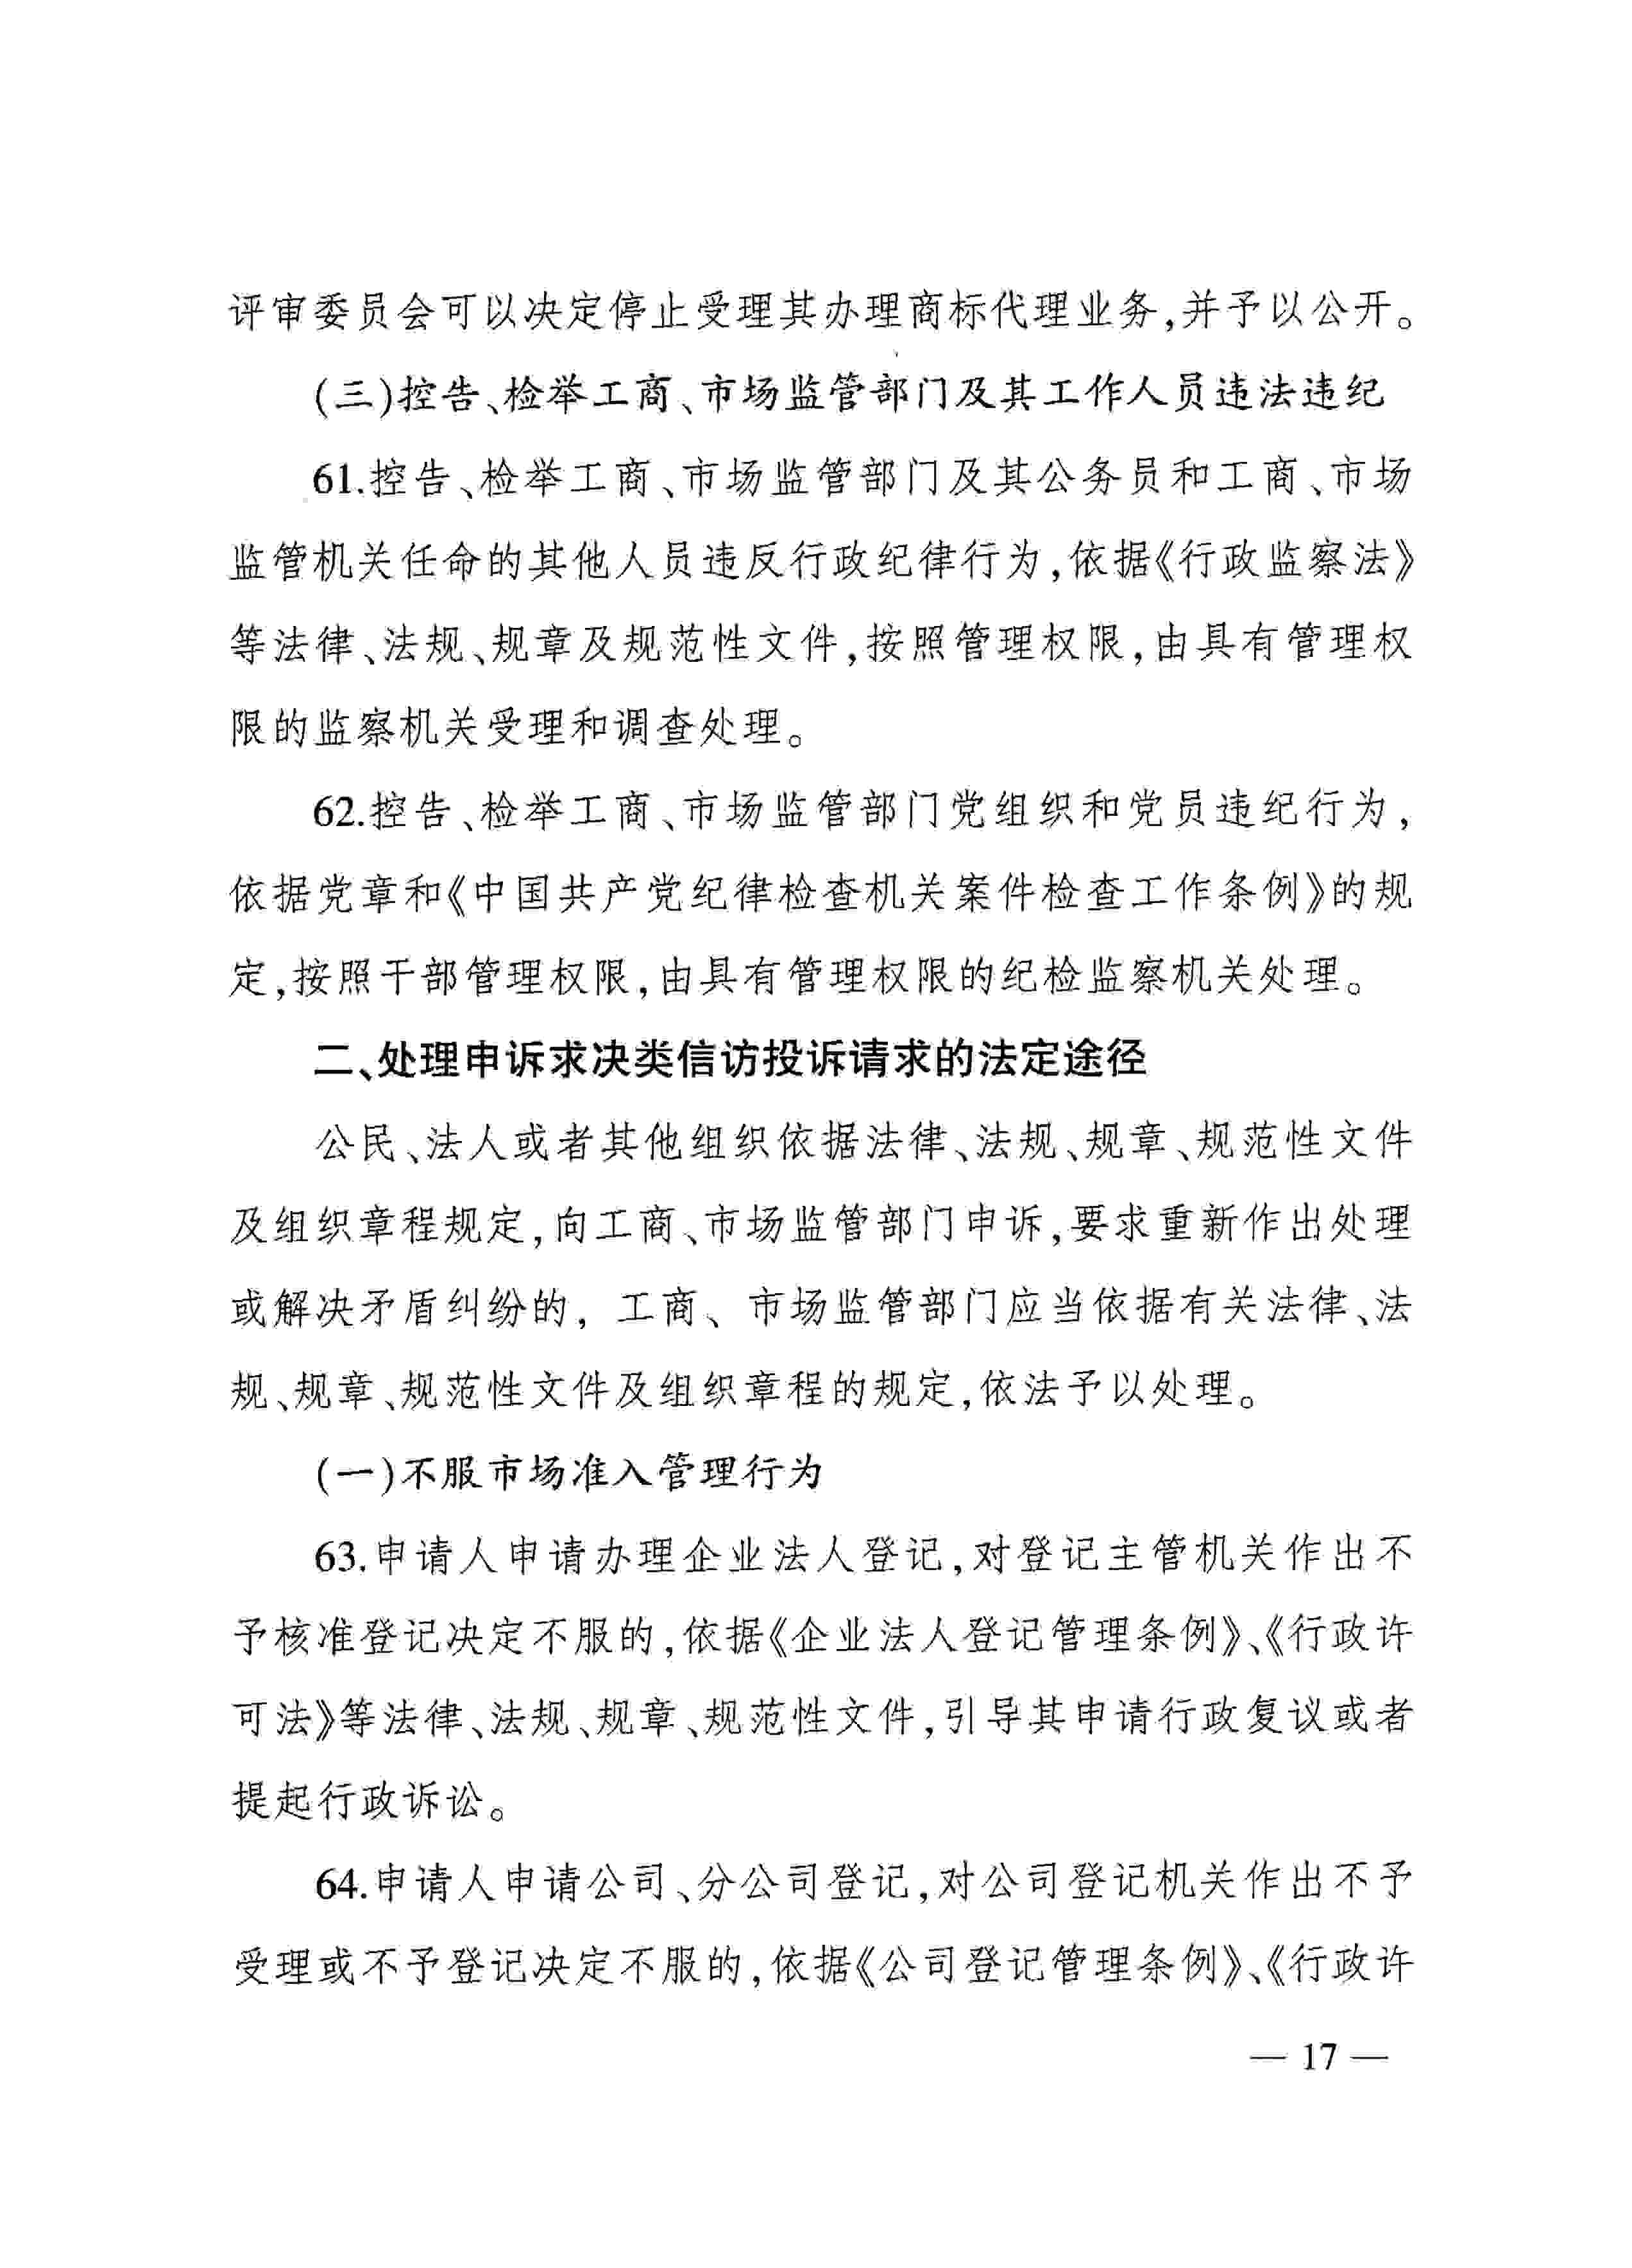 评审委员会可以决定停止受理其办理商标代理业务,并予以公开。
(三)控告、检举工商、市场监管部门及其工作人员违法违纪
61.控告、检举工商、市场监管部门及其公务员和工商、市场
监管机关任命的其他人员违反行政纪律行为,依据《行政监察法》
等法律、法规、规章及规范性文件,按照管理权限,由具有管理权
限的监察机关受理和调查处理。
62.控告、检举工商、市场监管部门党组织和党员违纪行为,
依据党章和《中国共产党纪律检查机关案件检查工作条例》的规
定,按照干部管理权限,由具有管理权限的纪检监察机关处理。
二、处理申诉求决类信访投诉请求的法定途径
公民、法人或者其他组织依据法律、法规、规章、规范性文件
及组织章程规定,向工商、市场监管部门申诉,要求重新作出处理
或解决矛盾纠纷的,工商、市场监管部门应当依据有关法律、法
规、规章、规范性文件及组织章程的规定,依法予以处理。
(一)不服市场准入管理行为
63.申请人申请办理企业法人登记,对登记主管机关作出不
予核准登记决定不服的,依据《企业法人登记管理条例》、《行政许
可法》等法律、法规、规章、规范性文件,引导其申请行政复议或者
提起行政诉讼。
64.申请人申请公司、分公司登记,对公司登记机关作出不予
受理或不予登记决定不服的,依据《公司登记管理条例》、《行政许
— 17 —